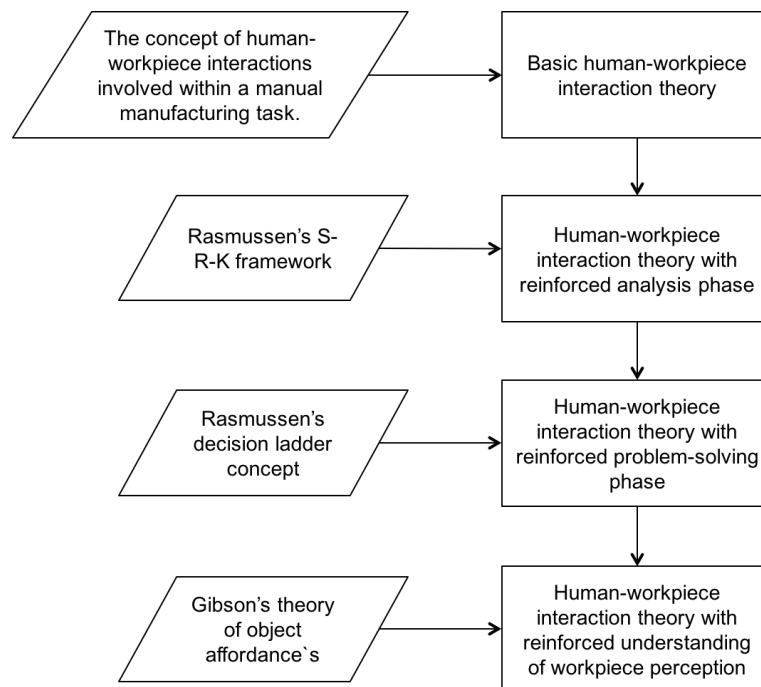 The concept of human-
workpiece interactions
involved within a manual
manufacturing task.
Basic human-workpiece
interaction theory
Rasmussen’s S-
R-K framework
Human-workpiece
interaction theory with
reinforced analysis phase
Rasmussen’s
decision ladder
concept
Human-workpiece
interaction theory with
reinforced problem-solving
phase
Gibson’s theory
of object
affordance`s
Human-workpiece
interaction theory with
reinforced understanding
of workpiece perception